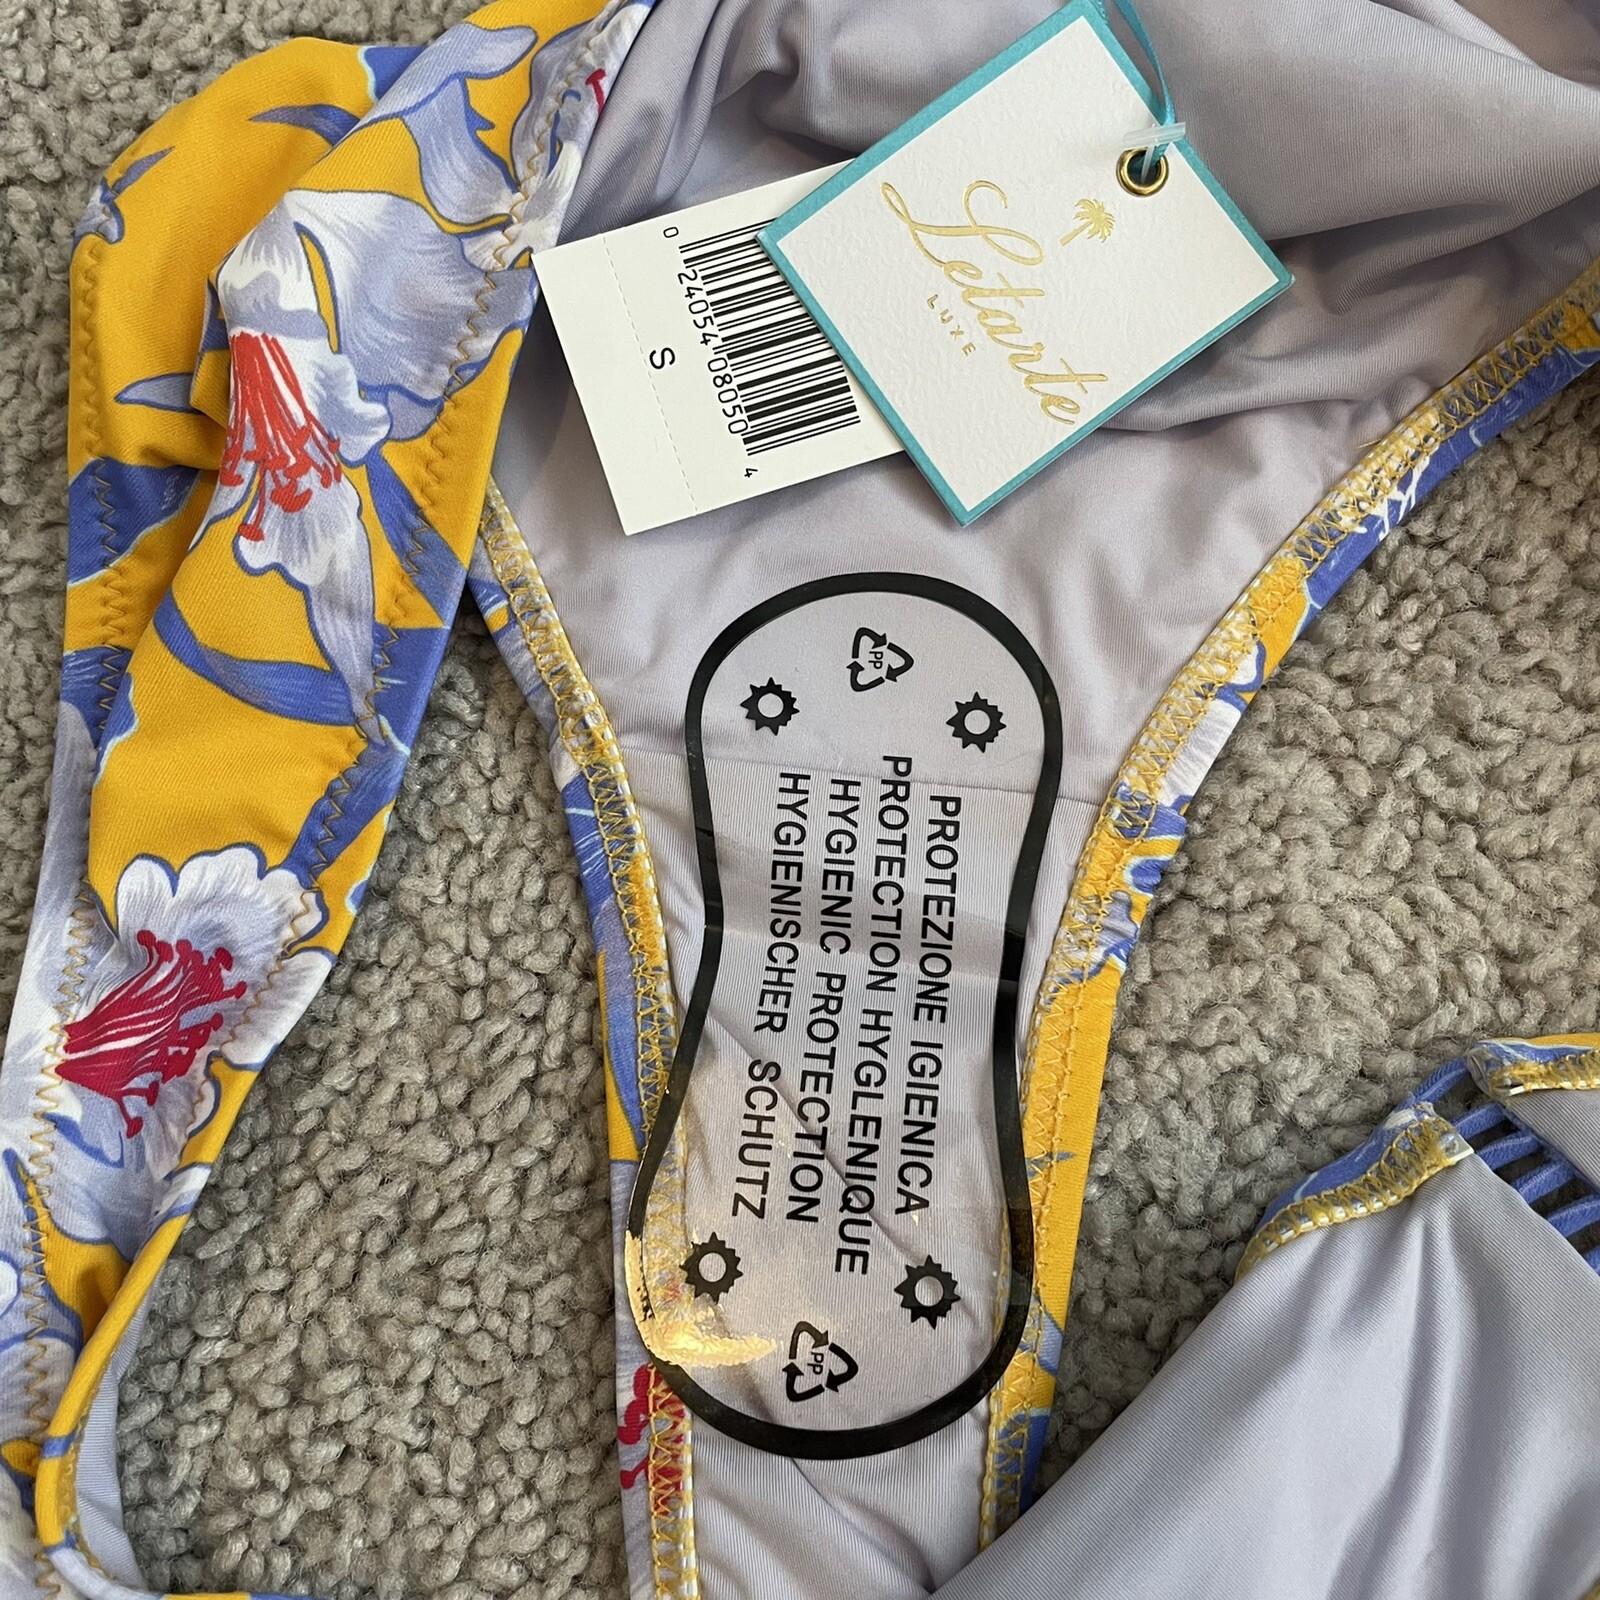 Letarte
LUXE
0 24054 08050 4
S
PP
PROTEZIONE IGIENICA
PROTECTION HYGLENIQUE
HYGIENIC PROTECTION
HYGIENISCHER SCHUTZ
PP